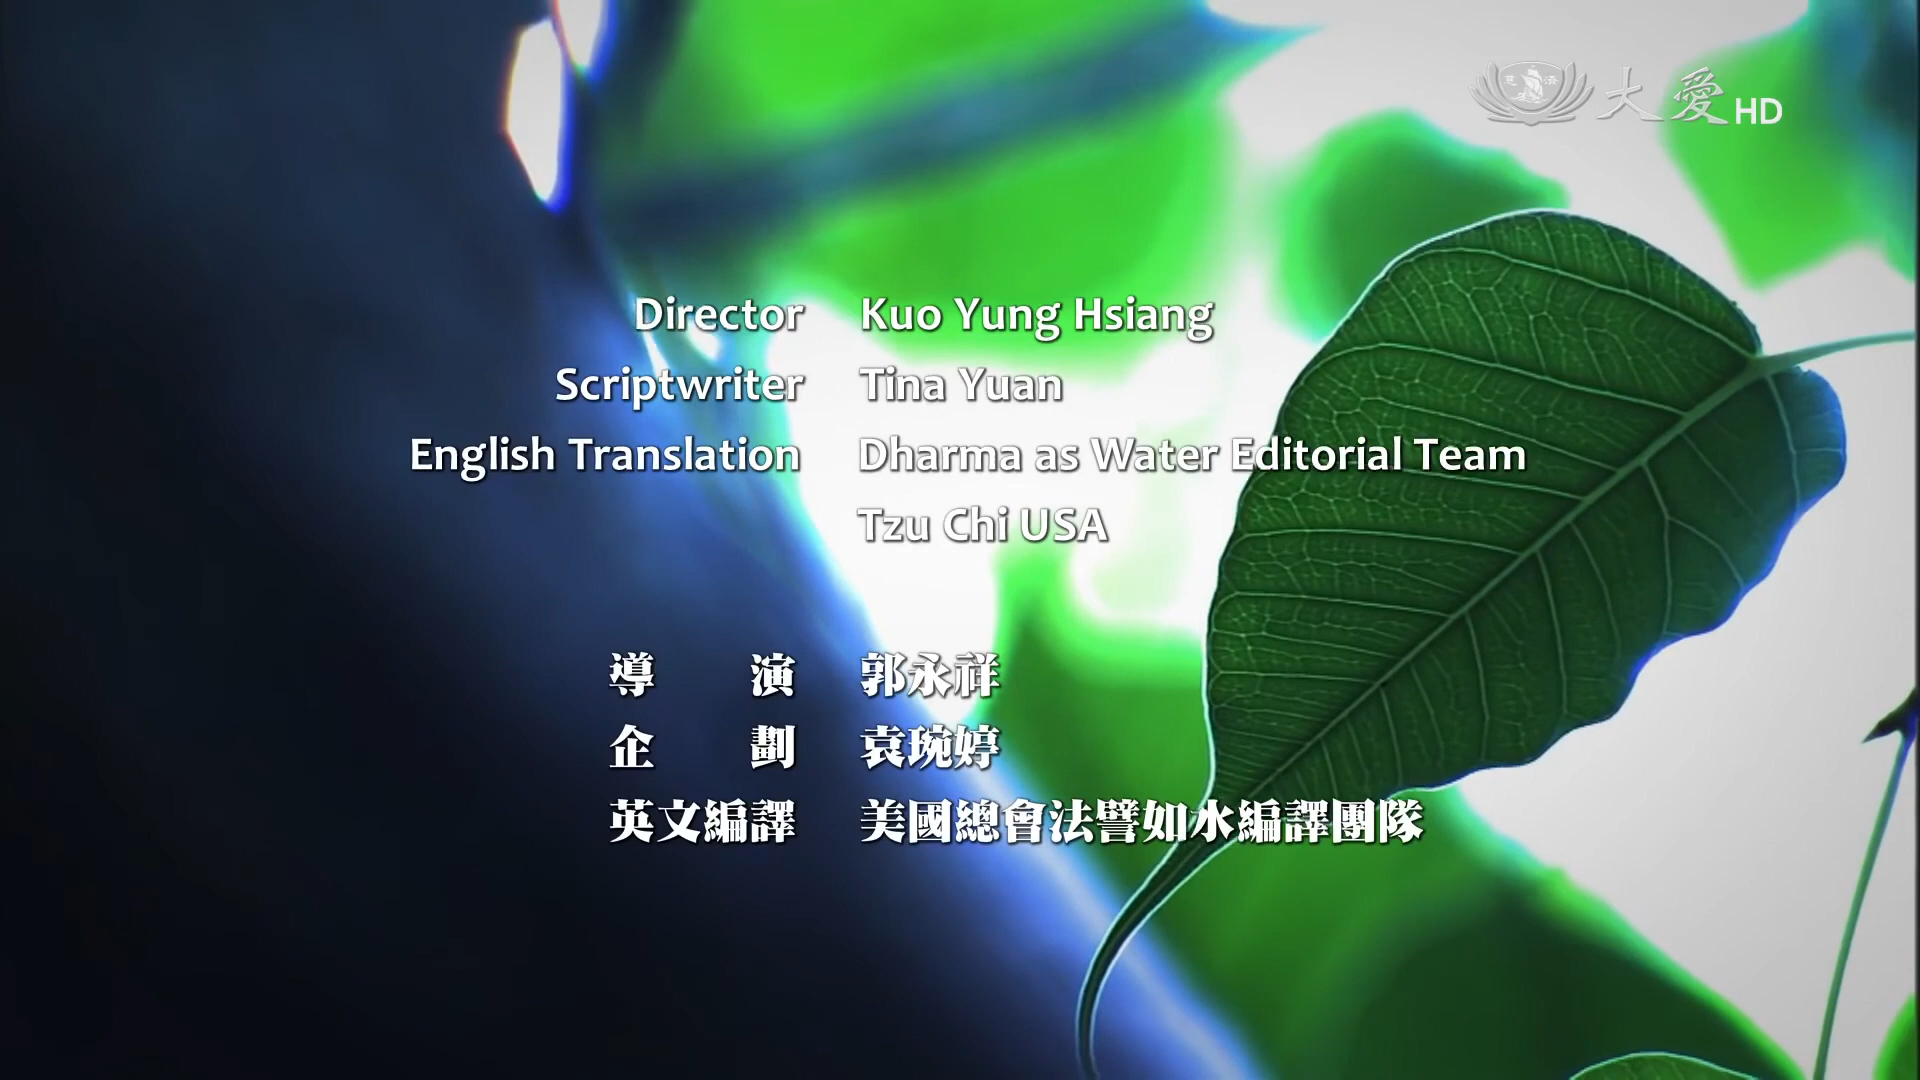 大愛HD
Director Kuo Yung Hsiang
Scriptwriter Tina Yuan
English Translation Dharma as Water Editorial Team
Tzu Chi USA
導演 郭永祥
企劃 袁琬婷
英文編譯 美國總會法譬如水編譯團隊